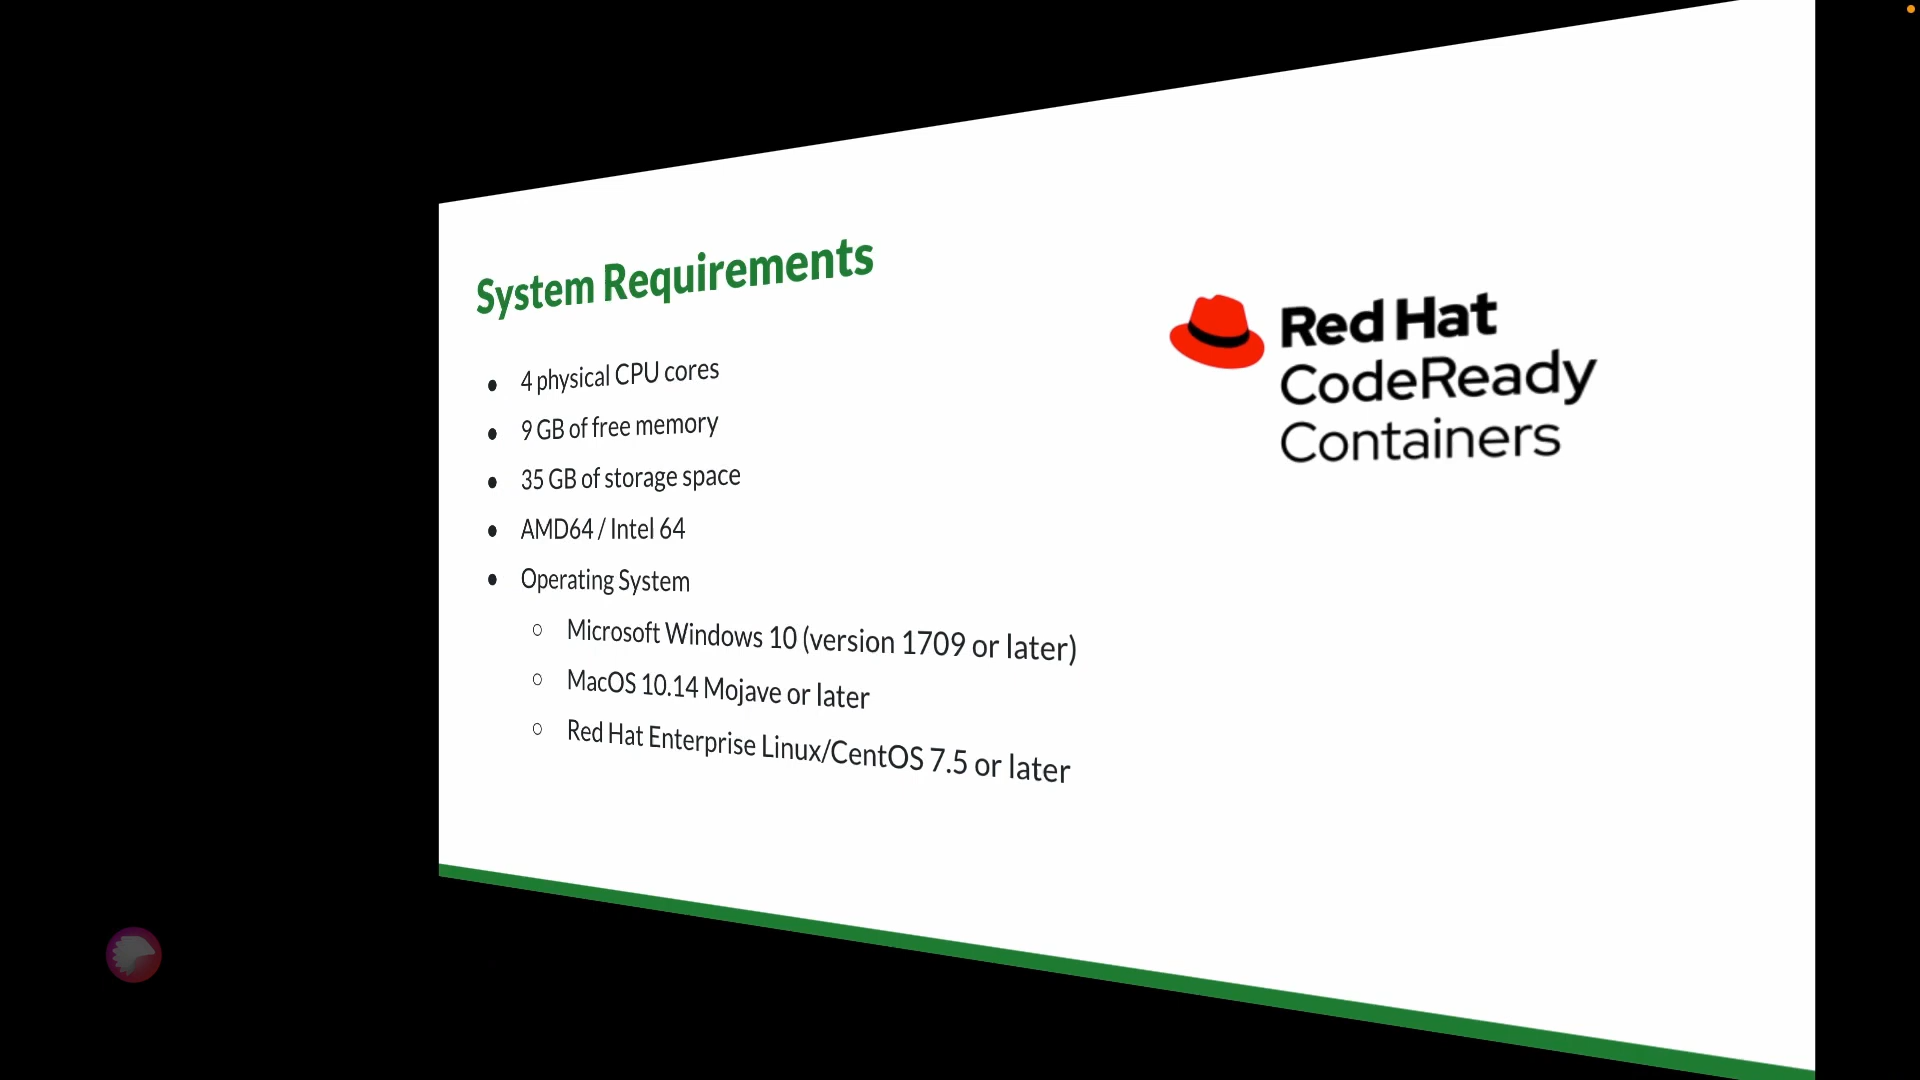 System Requirements
4 physical CPU cores
9 GB of free memory
35 GB of storage space
AMD64 / Intel 64
Operating System
Microsoft Windows 10 (version 1709 or later)
MacOS 10.14 Mojave or later
Red Hat Enterprise Linux/CentOS 7.5 or later
Red Hat
CodeReady
Containers